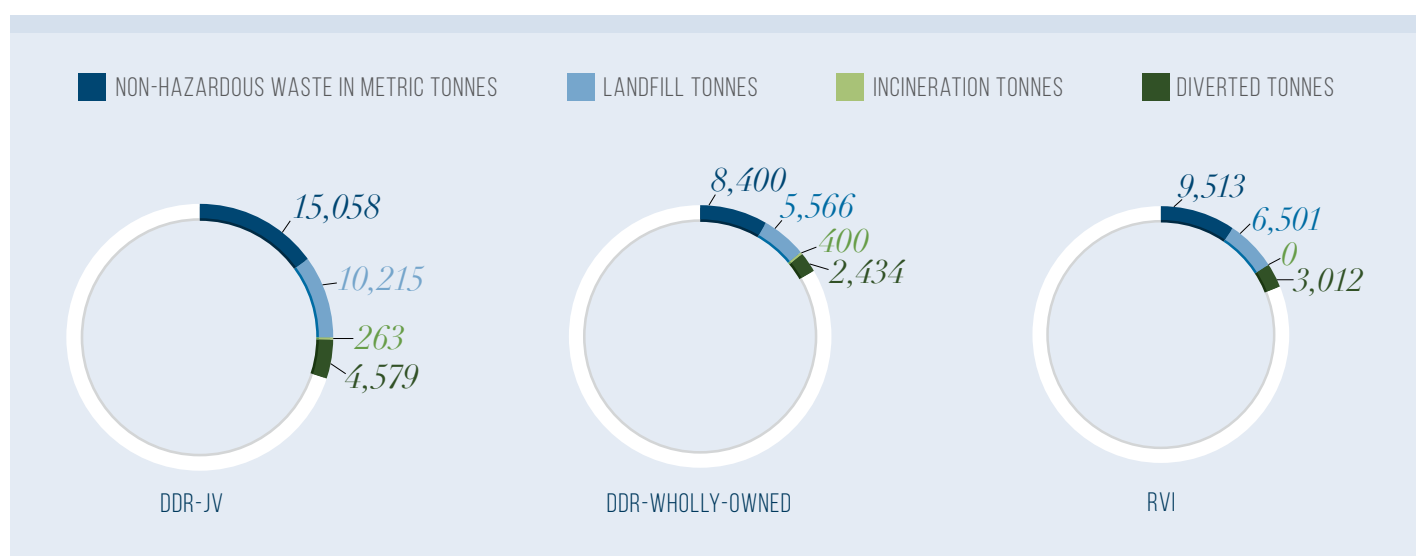 NON-HAZARDOUS WASTE IN METRIC TONNES
LANDFILL TONNES
INCINERATION TONNES
DIVERTED TONNES
15,058
10,215
263
4,579
DDR-JV
8,400
5,566
400
2,434
DDR-WHOLLY-OWNED
9,513
6,501
0
3,012
RVI